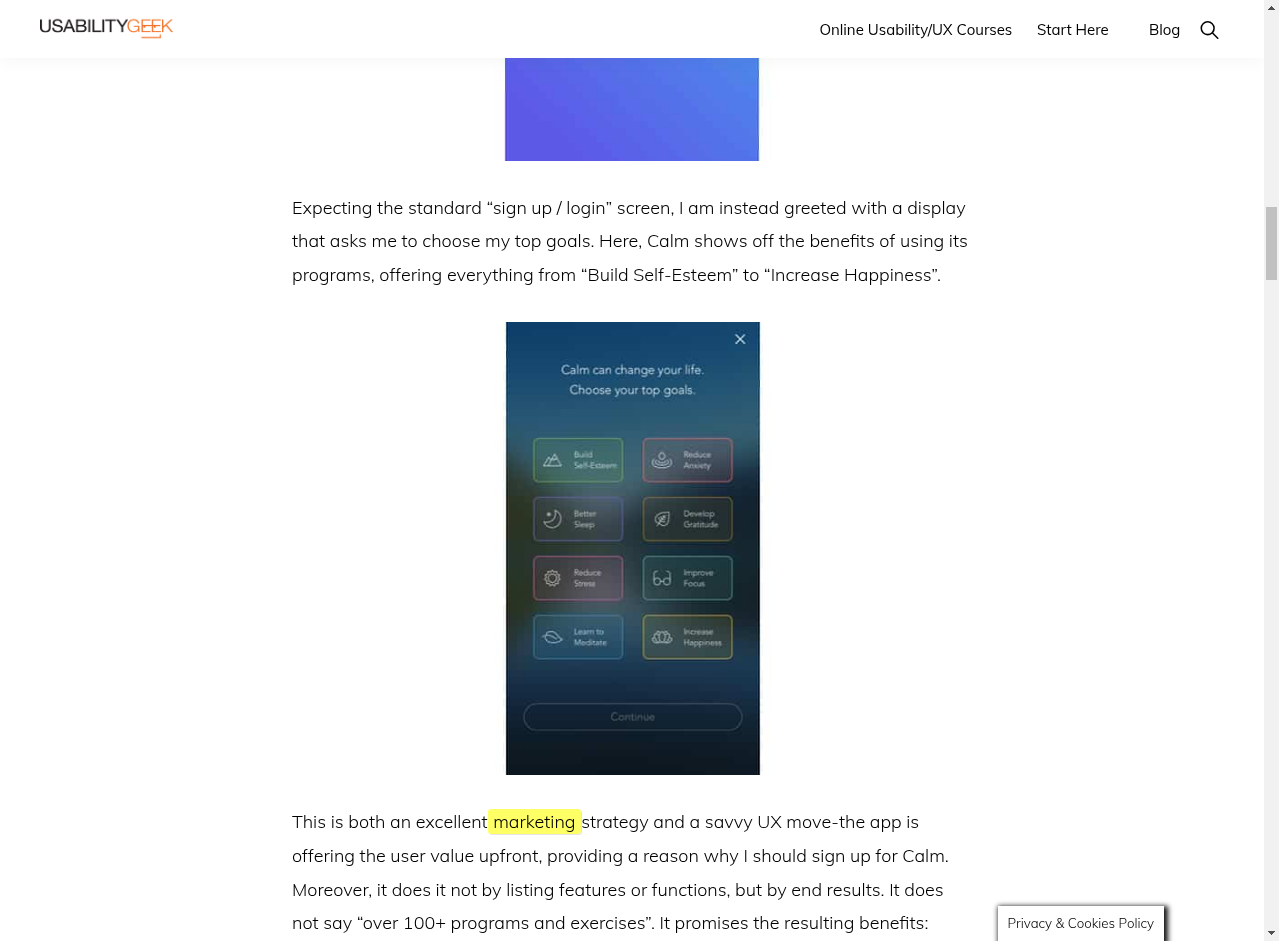 USABILITYGEEK
Online Usability/UX Courses
Start Here
Blog
Expecting the standard “sign up / login” screen, I am instead greeted with a display
that asks me to choose my top goals. Here, Calm shows off the benefits of using its
programs, offering everything from “Build Self-Esteem” to “Increase Happiness”.
Calm can change your life.
Choose your top goals.
Build
Self-Esteem
Reduce
Anxiety
Better
Sleep
Develop
Gratitude
Reduce
Stress
Improve
Focus
Learn to
Meditate
Increase
Happiness
Continue
This is both an excellent marketing strategy and a savvy UX move-the app is
offering the user value upfront, providing a reason why I should sign up for Calm.
Moreover, it does it not by listing features or functions, but by end results. It does
not say “over 100+ programs and exercises”. It promises the resulting benefits:
Privacy & Cookies Policy